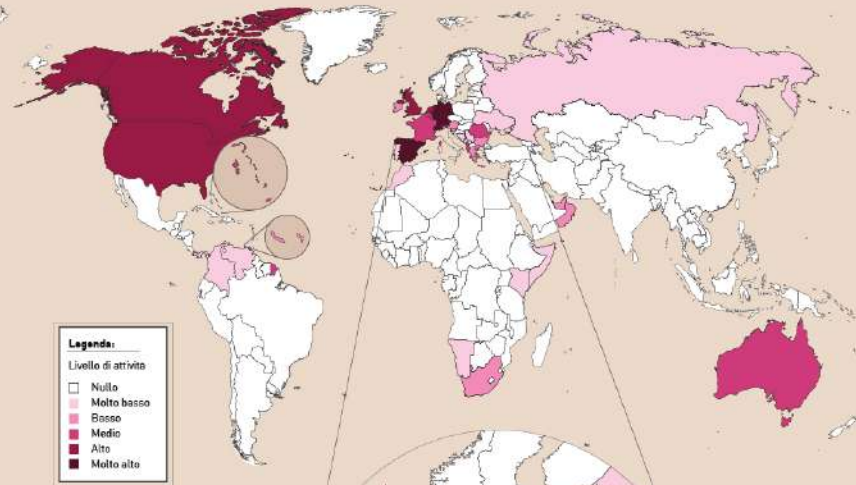 Legenda:
Livello di attività
Nullo
Molto basso
Basso
Medio
Alto
Molto alto